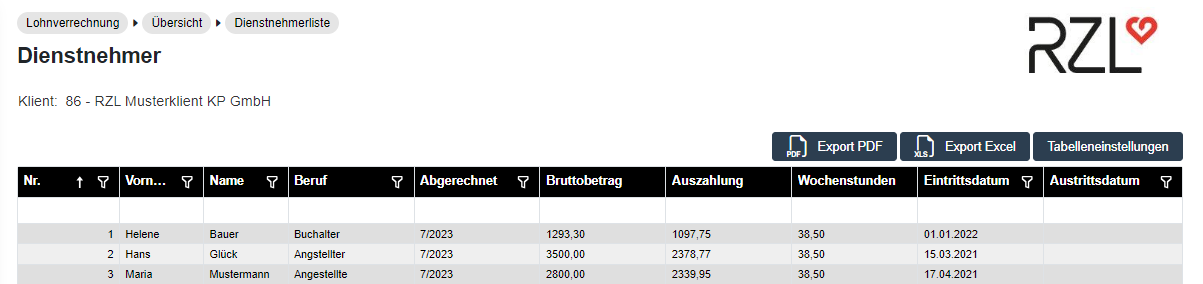 Lohnverrechnung Übersicht Dienstnehmerliste
RZL
Dienstnehmer
Klient: 86 - RZL Musterklient KP GmbH
PDF Export PDF XLS Export Excel Tabelleneinstellungen
Nr. Vorn... Name Beruf Abgerechnet Bruttobetrag Auszahlung Wochenstunden Eintrittsdatum Austrittsdatum
1 Helene Bauer Buchalter 7/2023 1293,30 1097,75 38,50 01.01.2022
2 Hans Glück Angstellter 7/2023 3500,00 2378,77 38,50 15.03.2021
3 Maria Mustermann Angestellte 7/2023 2800,00 2339,95 38,50 17.04.2021